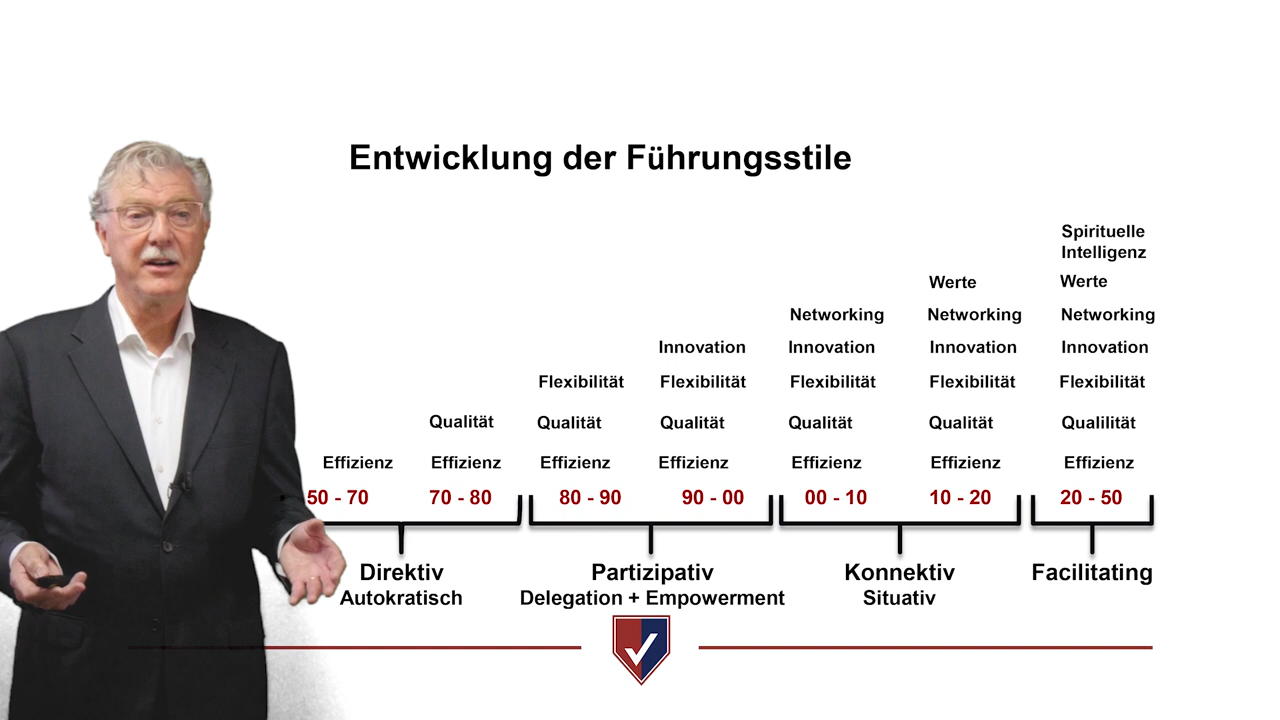 Entwicklung der Führungsstile
Spirituelle
Intelligenz
Werte Werte
Networking Networking Networking
Innovation Innovation Innovation Innovation
Flexibilität Flexibilität Flexibilität Flexibilität Flexibilität
Qualität Qualität Qualität Qualität Qualität Qualilität
Effizienz Effizienz Effizienz Effizienz Effizienz Effizienz Effizienz
50 - 70 70 - 80 80 - 90 90 - 00 00 - 10 10 - 20 20 - 50
Direktiv Partizipativ Konnektiv Facilitating
Autokratisch Delegation + Empowerment Situativ